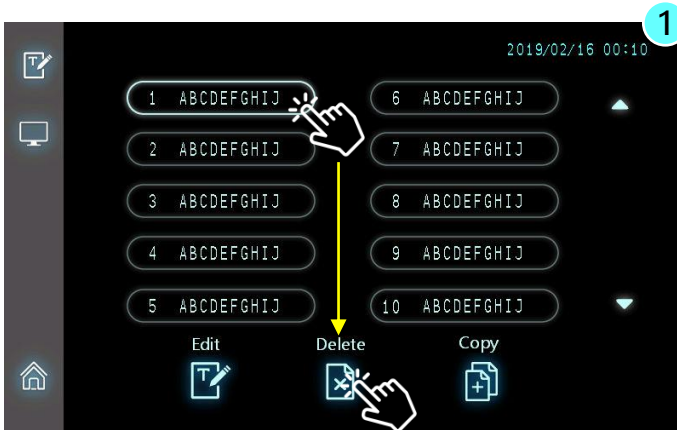 1
2019/02/16 00:10
1 ABCDEFGHIJ
2 ABCDEFGHIJ
3 ABCDEFGHIJ
4 ABCDEFGHIJ
5 ABCDEFGHIJ
6 ABCDEFGHIJ
7 ABCDEFGHIJ
8 ABCDEFGHIJ
9 ABCDEFGHIJ
10 ABCDEFGHIJ
Edit
Delete
Copy